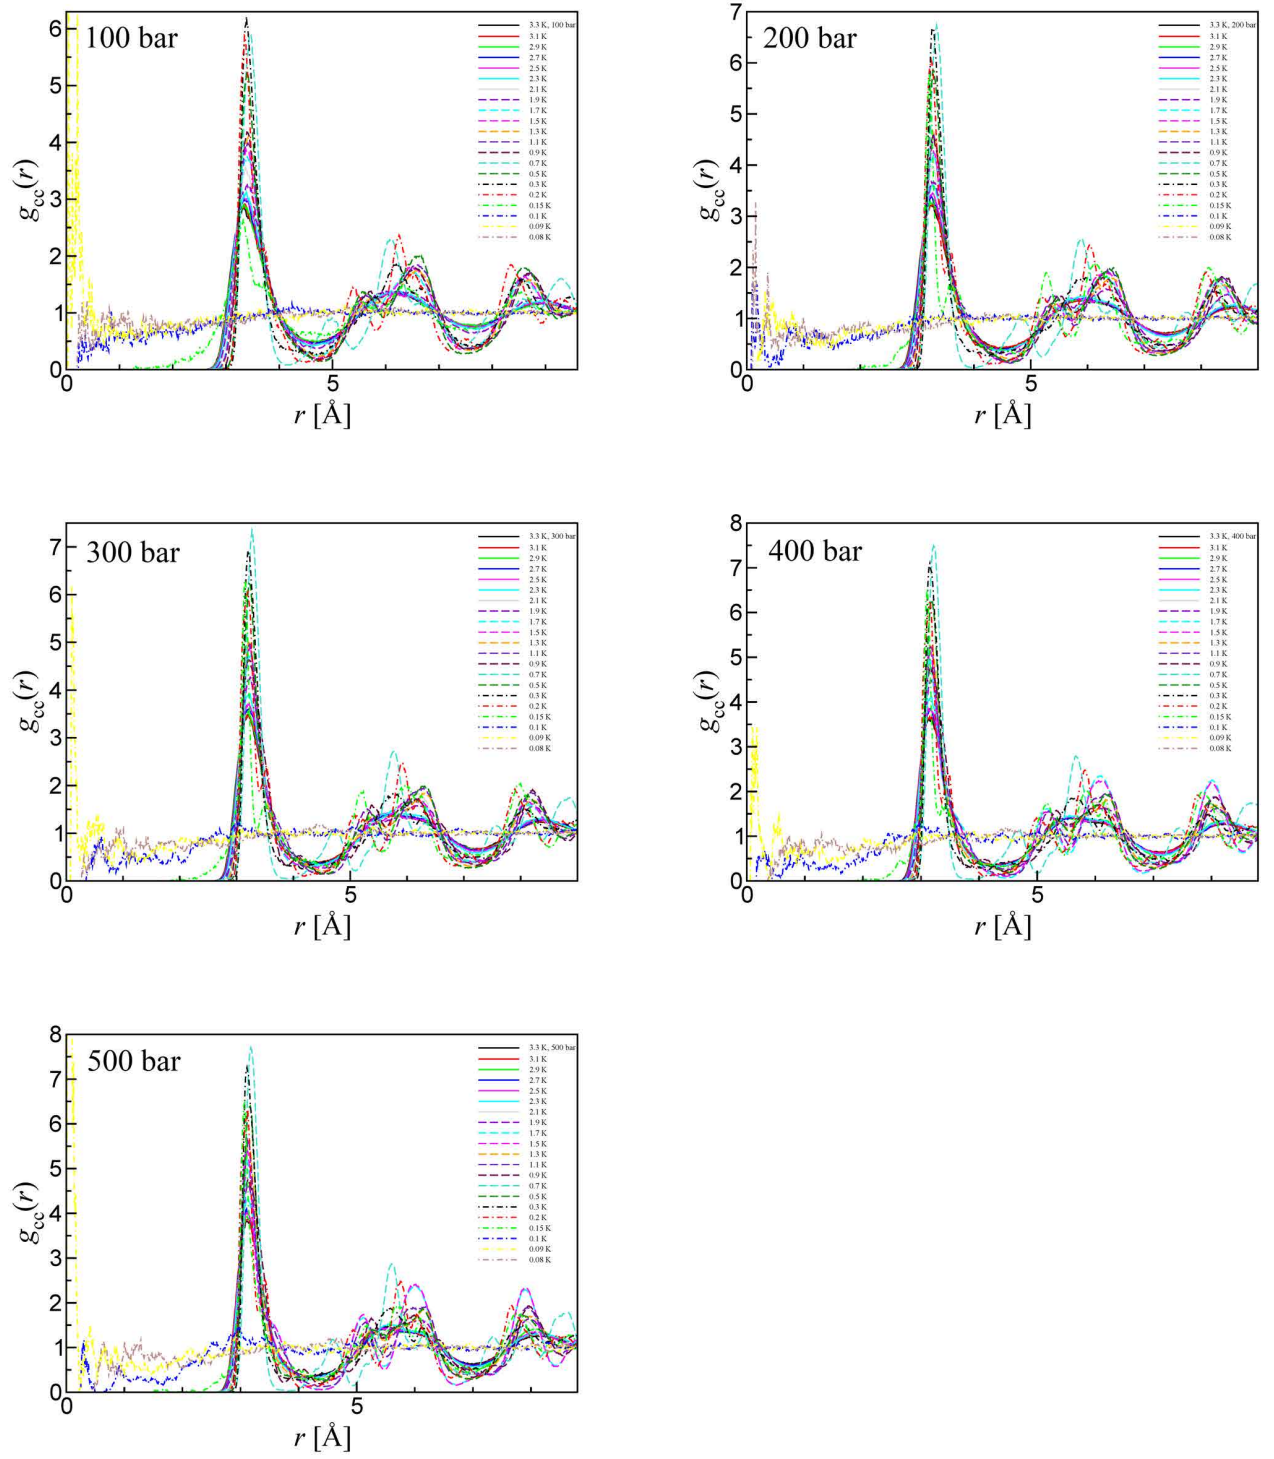 100 bar
6
5
4
3
2
1
0
g_cc(r)
0
5
r [Å]
3.3 K, 100 bar
3.1 K
2.9 K
2.7 K
2.5 K
2.3 K
2.1 K
1.9 K
1.7 K
1.5 K
1.3 K
1.1 K
0.9 K
0.7 K
0.5 K
0.3 K
0.2 K
0.15 K
0.1 K
0.09 K
0.08 K
200 bar
7
6
5
4
3
2
1
0
g_cc(r)
0
5
r [Å]
3.3 K, 200 bar
3.1 K
2.9 K
2.7 K
2.5 K
2.3 K
2.1 K
1.9 K
1.7 K
1.5 K
1.3 K
1.1 K
0.9 K
0.7 K
0.5 K
0.3 K
0.2 K
0.15 K
0.1 K
0.09 K
0.08 K
300 bar
7
6
5
4
3
2
1
0
g_cc(r)
0
5
r [Å]
3.3 K, 300 bar
3.1 K
2.9 K
2.7 K
2.5 K
2.3 K
2.1 K
1.9 K
1.7 K
1.5 K
1.3 K
1.1 K
0.9 K
0.7 K
0.5 K
0.3 K
0.2 K
0.15 K
0.1 K
0.09 K
0.08 K
400 bar
8
7
6
5
4
3
2
1
0
g_cc(r)
0
5
r [Å]
3.3 K, 400 bar
3.1 K
2.9 K
2.7 K
2.5 K
2.3 K
2.1 K
1.9 K
1.7 K
1.5 K
1.3 K
1.1 K
0.9 K
0.7 K
0.5 K
0.3 K
0.2 K
0.15 K
0.1 K
0.09 K
0.08 K
500 bar
8
7
6
5
4
3
2
1
0
g_cc(r)
0
5
r [Å]
3.3 K, 500 bar
3.1 K
2.9 K
2.7 K
2.5 K
2.3 K
2.1 K
1.9 K
1.7 K
1.5 K
1.3 K
1.1 K
0.9 K
0.7 K
0.5 K
0.3 K
0.2 K
0.15 K
0.1 K
0.09 K
0.08 K